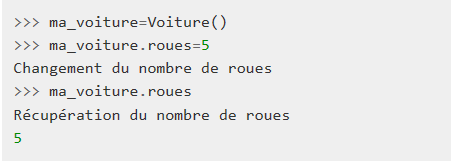 >>> ma_voiture=Voiture()
>>> ma_voiture.roues=5
Changement du nombre de roues
>>> ma_voiture.roues
Récupération du nombre de roues
5